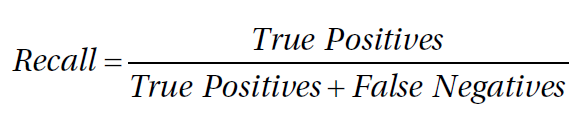 Recall = True Positives / True Positives + False Negatives